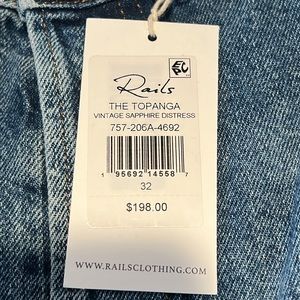 Rails
THE TOPANGA
VINTAGE SAPPHIRE DISTRESS
757-206A-4692
1 95692 14558 7
32
$198.00
WWW.RAILSCLOTHING.COM